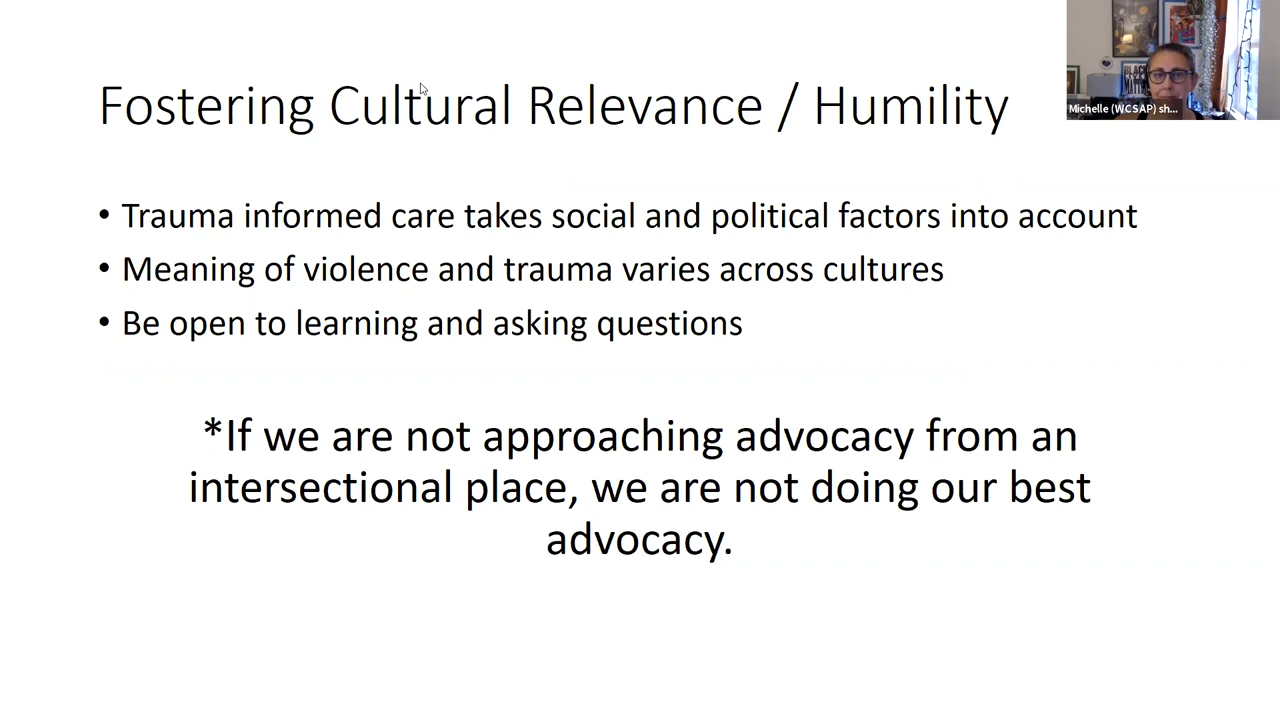 Fostering Cultural Relevance / Humility
• Trauma informed care takes social and political factors into account
• Meaning of violence and trauma varies across cultures
• Be open to learning and asking questions
*If we are not approaching advocacy from an
intersectional place, we are not doing our best
advocacy.
BLACK
Michelle (WCSAP) sh...